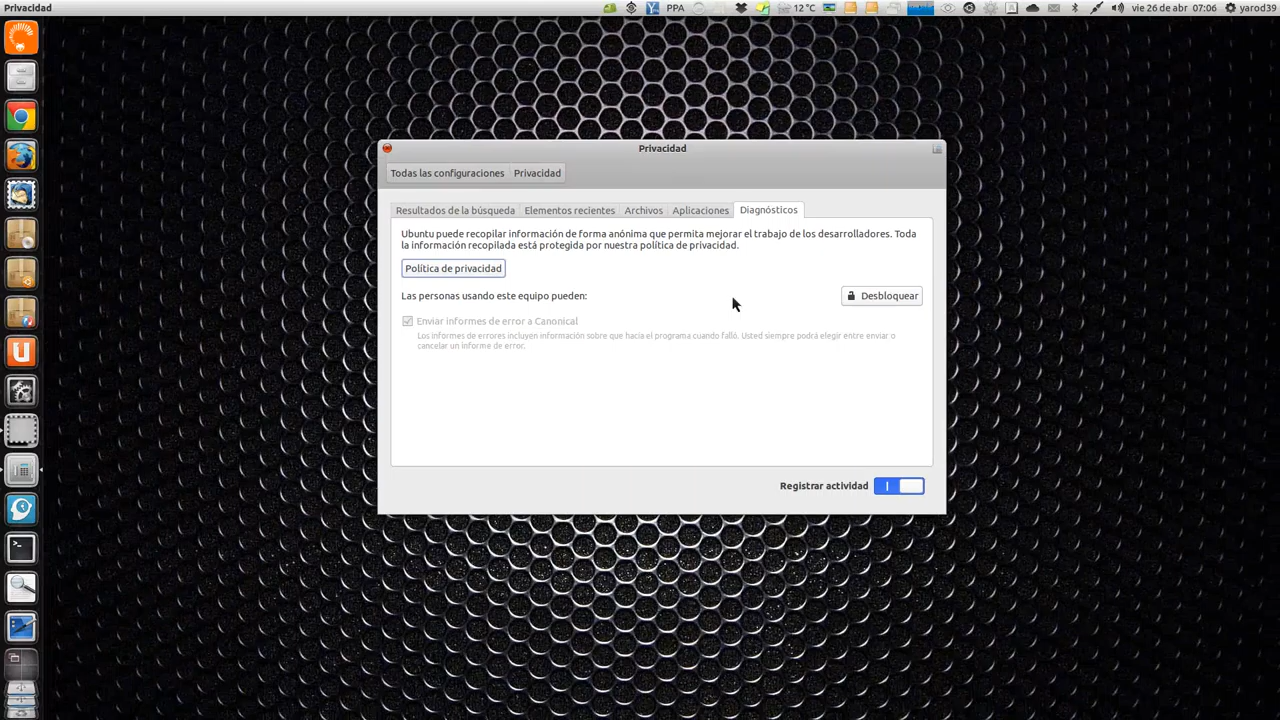 Privacidad
PPA
12 °C
vie 26 de abr 07:06
yarod39
Privacidad
Todas las configuraciones
Privacidad
Resultados de la búsqueda
Elementos recientes
Archivos
Aplicaciones
Diagnósticos
Ubuntu puede recopilar información de forma anónima que permita mejorar el trabajo de los desarrolladores. Toda
la información recopilada está protegida por nuestra política de privacidad.
Política de privacidad
Las personas usando este equipo pueden:
Desbloquear
Enviar informes de error a Canonical
Los informes de errores incluyen información sobre que hacía el programa cuando falló. Usted siempre podrá elegir entre enviar o
cancelar un informe de error.
Registrar actividad